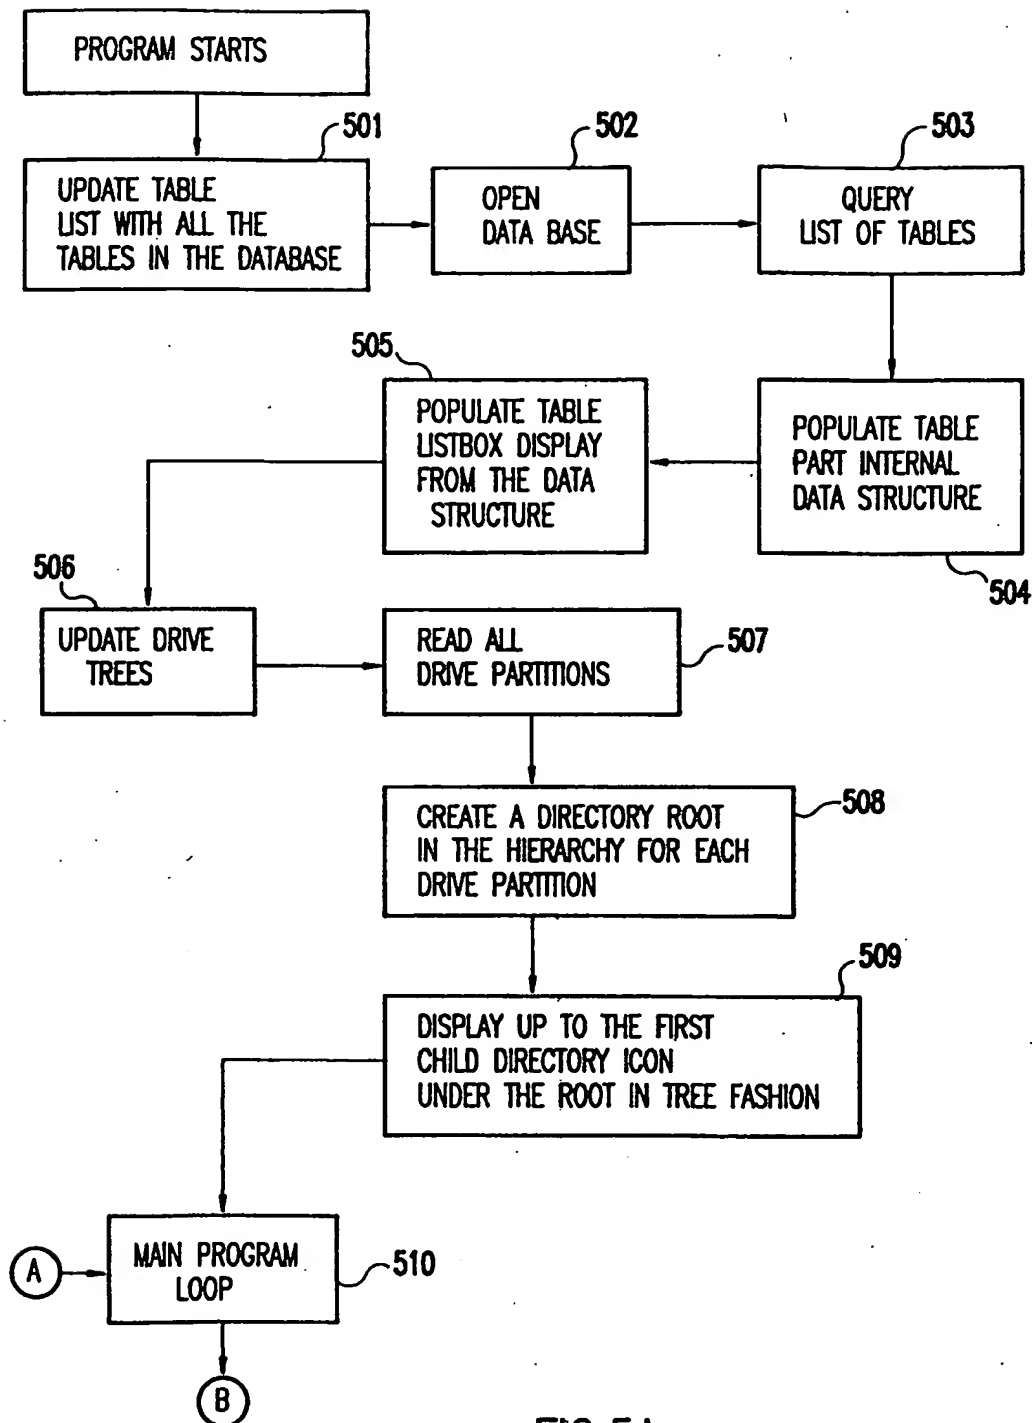 PROGRAM STARTS
501
UPDATE TABLE
LIST WITH ALL THE
TABLES IN THE DATABASE
502
OPEN
DATA BASE
503
QUERY
LIST OF TABLES
504
POPULATE TABLE
PART INTERNAL
DATA STRUCTURE
505
POPULATE TABLE
LISTBOX DISPLAY
FROM THE DATA
STRUCTURE
506
UPDATE DRIVE
TREES
READ ALL
DRIVE PARTITIONS
507
CREATE A DIRECTORY ROOT
IN THE HIERARCHY FOR EACH
DRIVE PARTITION
508
509
DISPLAY UP TO THE FIRST
CHILD DIRECTORY ICON
UNDER THE ROOT IN TREE FASHION
A
MAIN PROGRAM
LOOP
510
B